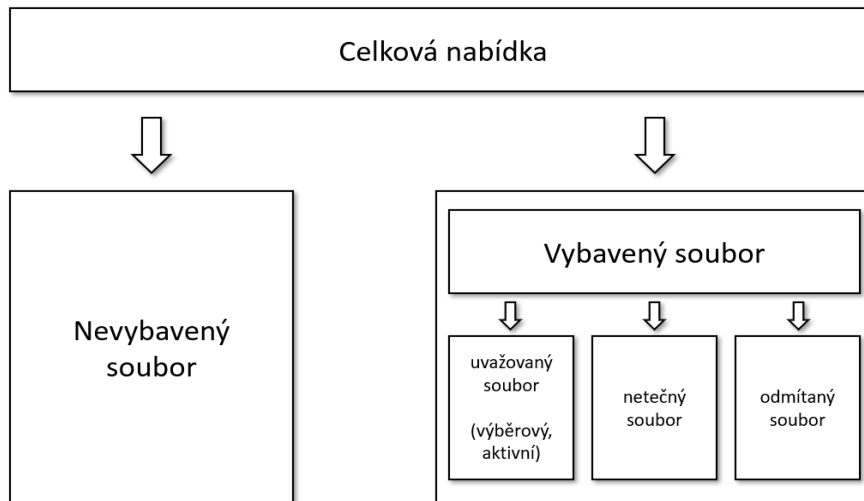 Celková nabídka
Nevybavený
soubor
Vybavený soubor
uvažovaný
soubor
(výběrový,
aktivní)
netečný
soubor
odmítaný
soubor